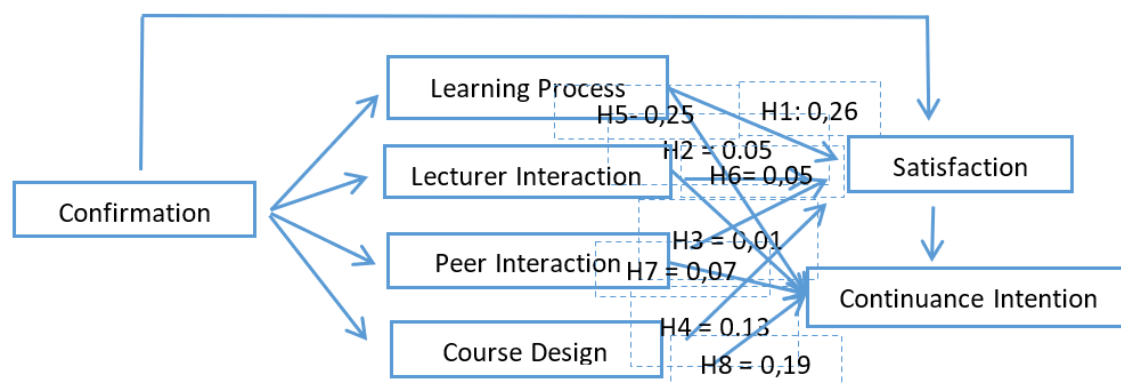 Learning Process
H5- 0,25
H1: 0,26
H2 = 0.05
Lecturer Interaction
H6= 0,05
Satisfaction
Confirmation
H3 = 0,01
Peer Interaction
H7 = 0,07
Continuance Intention
H4 = 0.13
Course Design
H8 = 0,19